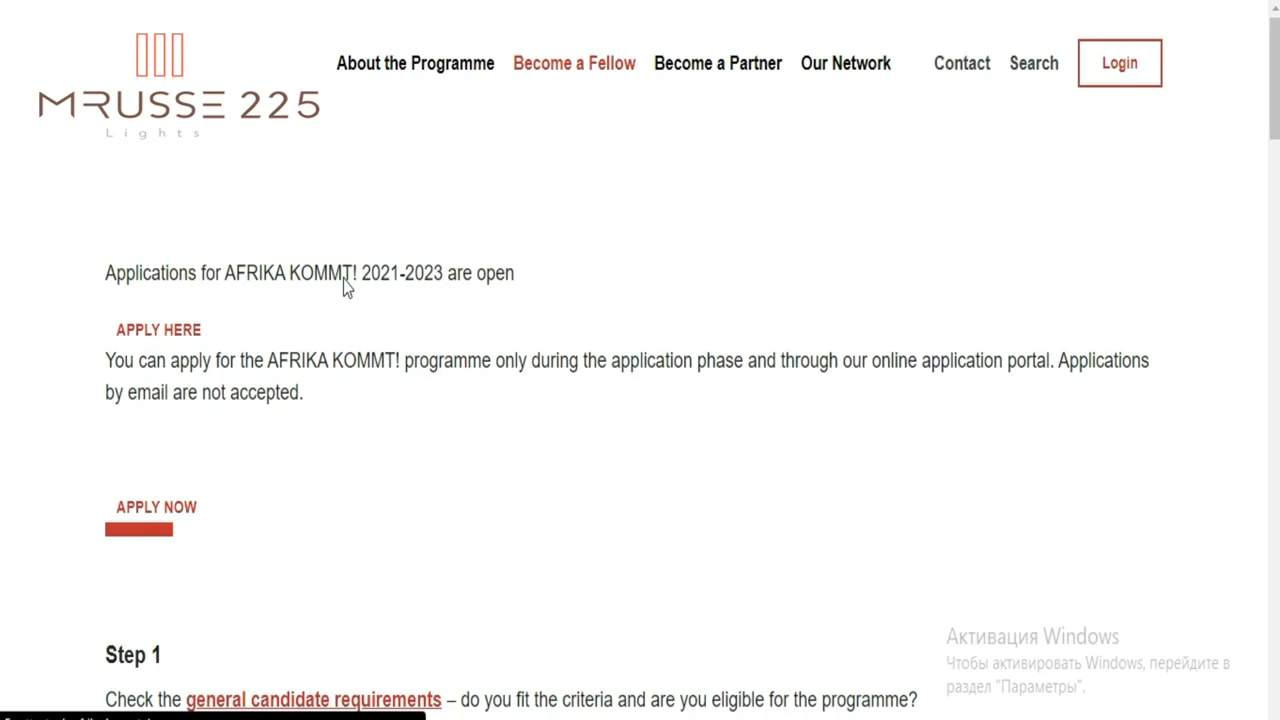 MRUSSE 225
Lights
About the Programme Become a Fellow Become a Partner Our Network Contact Search Login
Applications for AFRIKA KOMMT! 2021-2023 are open
APPLY HERE
You can apply for the AFRIKA KOMMT! programme only during the application phase and through our online application portal. Applications
by email are not accepted.
APPLY NOW
Step 1
Check the general candidate requirements – do you fit the criteria and are you eligible for the programme?
Активация Windows
Чтобы активировать Windows, перейдите в
раздел "Параметры".